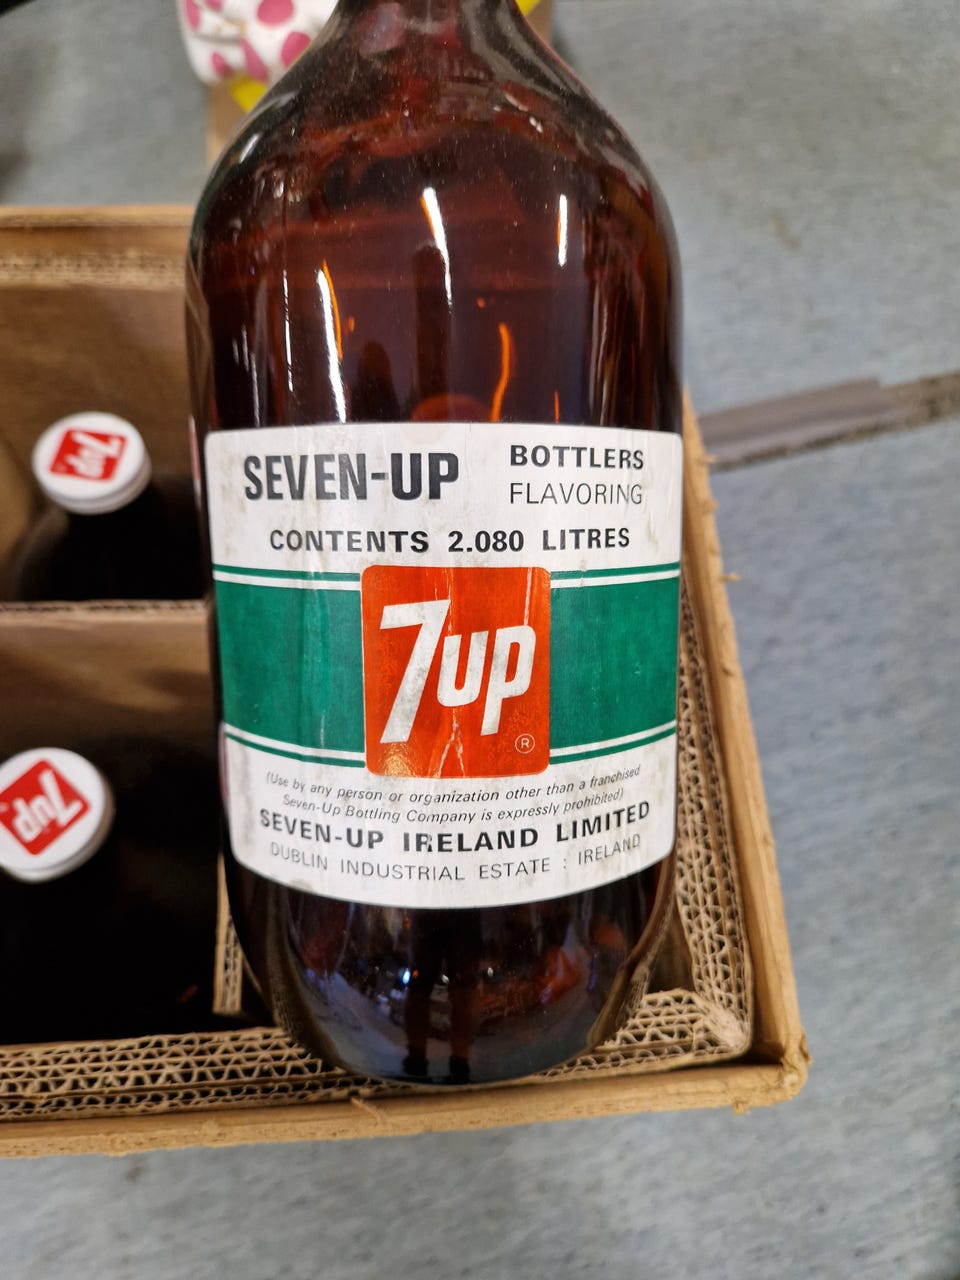 SEVEN-UP BOTTLERS FLAVORING
CONTENTS 2.080 LITRES
7up
®
(Use by any person or organization other than a franchised
Seven-Up Bottling Company is expressly prohibited)
SEVEN-UP IRELAND LIMITED
DUBLIN INDUSTRIAL ESTATE : IRELAND
7up
7up